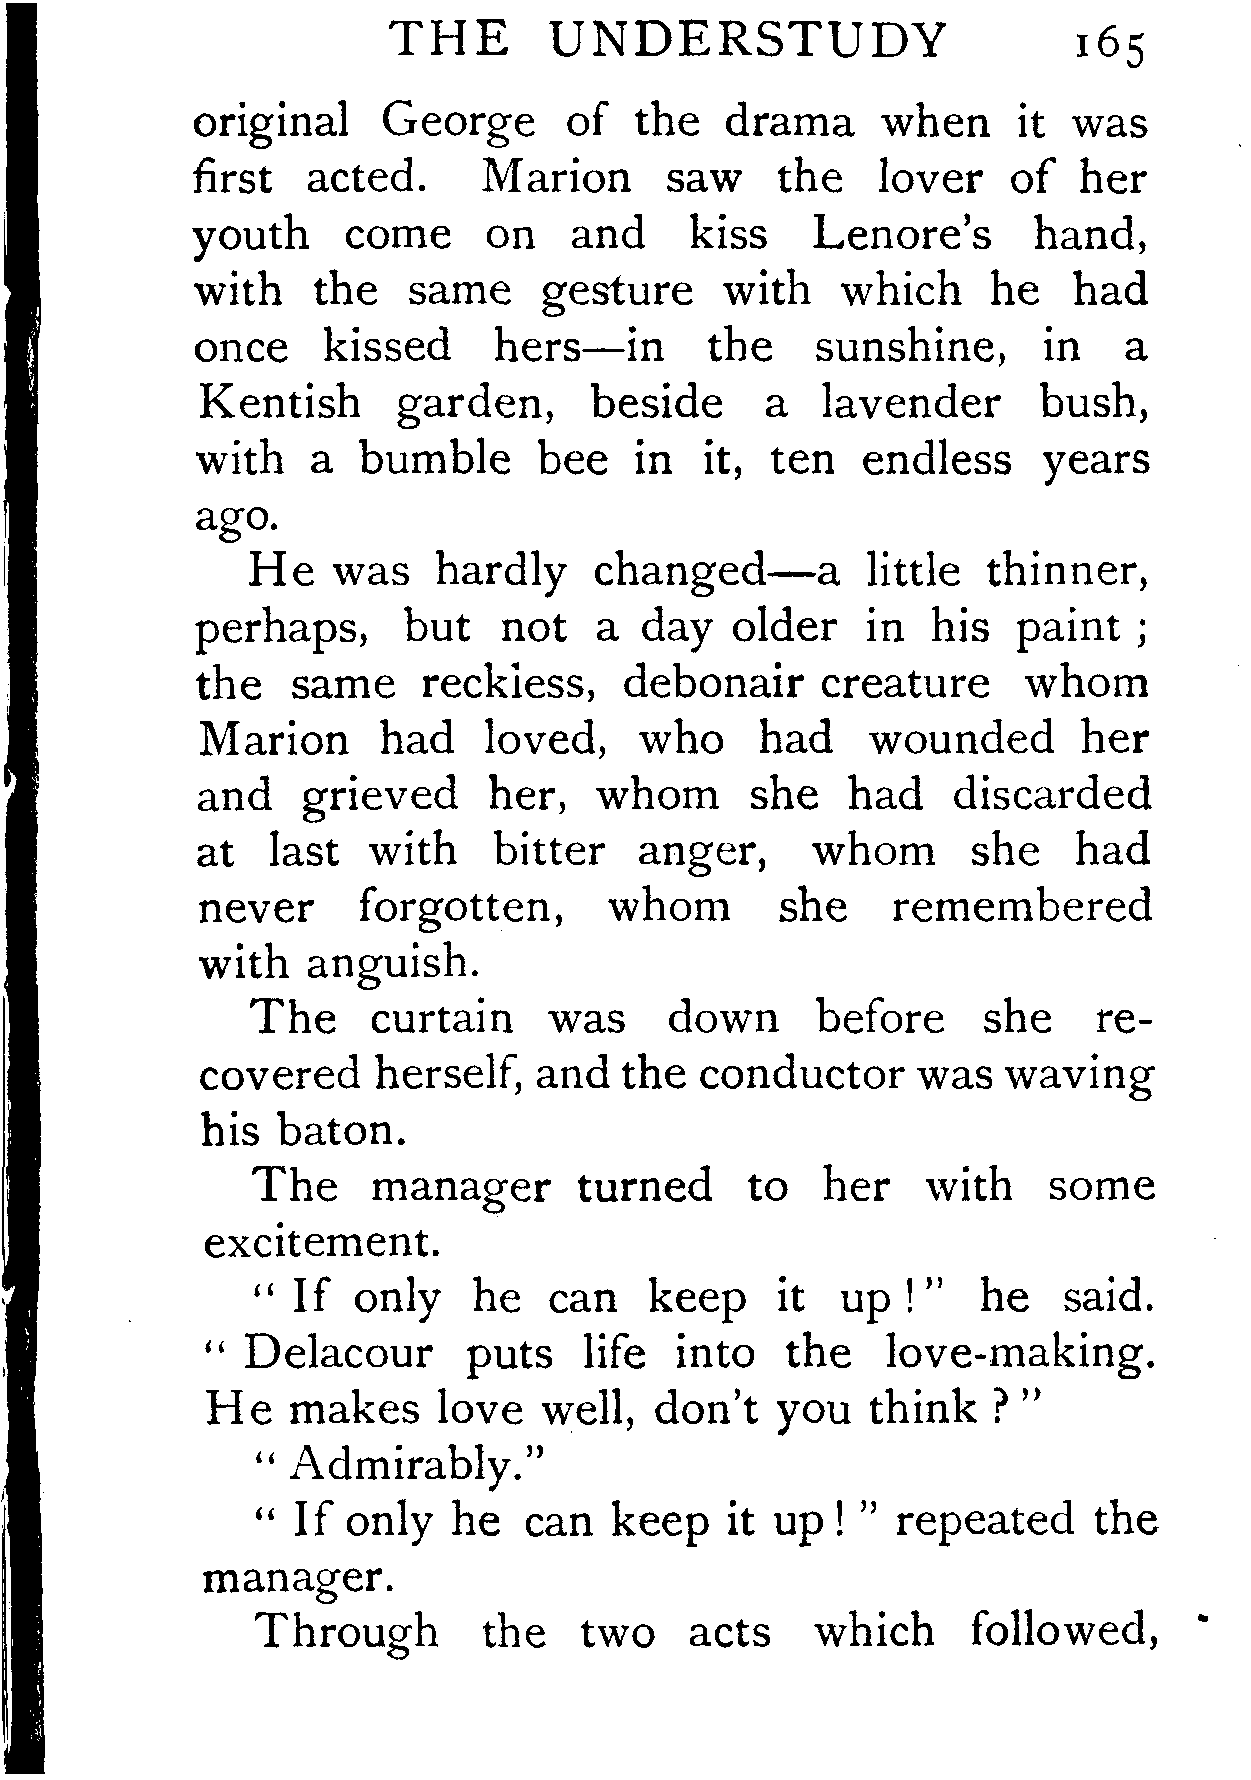 THE UNDERSTUDY 165
original George of the drama when it was
first acted. Marion saw the lover of her
youth come on and kiss Lenore's hand,
with the same gesture with which he had
once kissed hers—in the sunshine, in a
Kentish garden, beside a lavender bush,
with a bumble bee in it, ten endless years
ago.
He was hardly changed—a little thinner,
perhaps, but not a day older in his paint ;
the same reckless, debonair creature whom
Marion had loved, who had wounded her
and grieved her, whom she had discarded
at last with bitter anger, whom she had
never forgotten, whom she remembered
with anguish.
The curtain was down before she re-
covered herself, and the conductor was waving
his baton.
The manager turned to her with some
excitement.
" If only he can keep it up ! " he said.
" Delacour puts life into the love-making.
He makes love well, don't you think ? "
" Admirably."
" If only he can keep it up ! " repeated the
manager.
Through the two acts which followed,